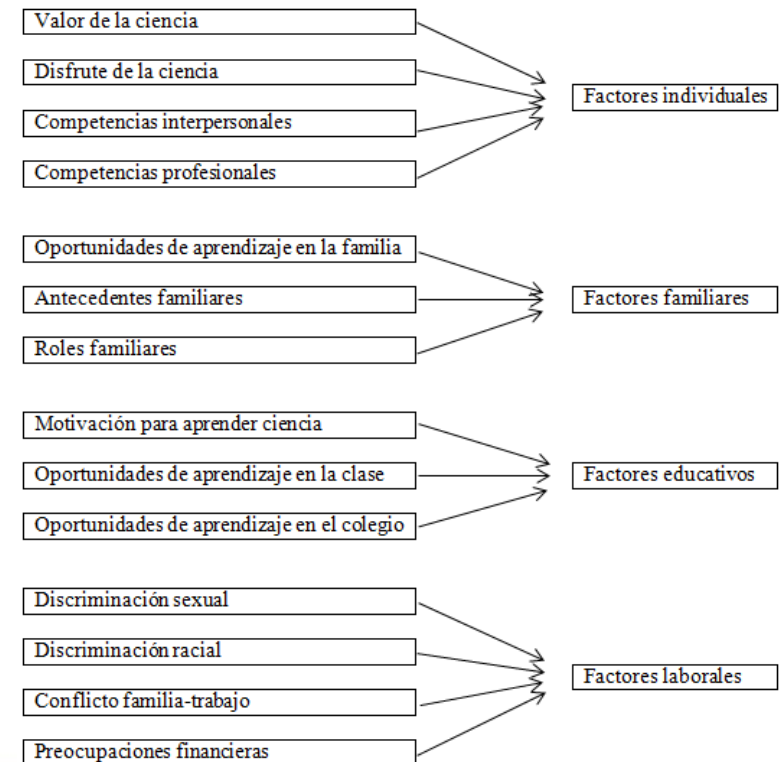 Valor de la ciencia
Disfrute de la ciencia
Competencias interpersonales
Competencias profesionales
Factores individuales
Oportunidades de aprendizaje en la familia
Antecedentes familiares
Roles familiares
Factores familiares
Motivación para aprender ciencia
Oportunidades de aprendizaje en la clase
Oportunidades de aprendizaje en el colegio
Factores educativos
Discriminación sexual
Discriminación racial
Conflicto familia-trabajo
Preocupaciones financieras
Factores laborales